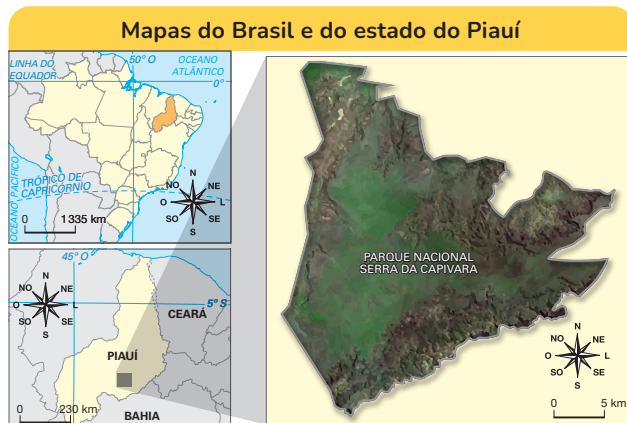 Mapas do Brasil e do estado do Piauí
LINHA DO
EQUADOR
50° O
OCEANO
ATLÂNTICO
0°
OCEANO PACÍFICO
TRÓPICO DE
CAPRICÓRNIO
N
NO
NE
O
L
SO
SE
S
0
1 335 km
45° O
N
NO
NE
O
L
SO
SE
S
5° S
CEARÁ
PIAUÍ
BAHIA
0
230 km
PARQUE NACIONAL
SERRA DA CAPIVARA
N
NO
NE
O
L
SO
SE
S
0
5 km